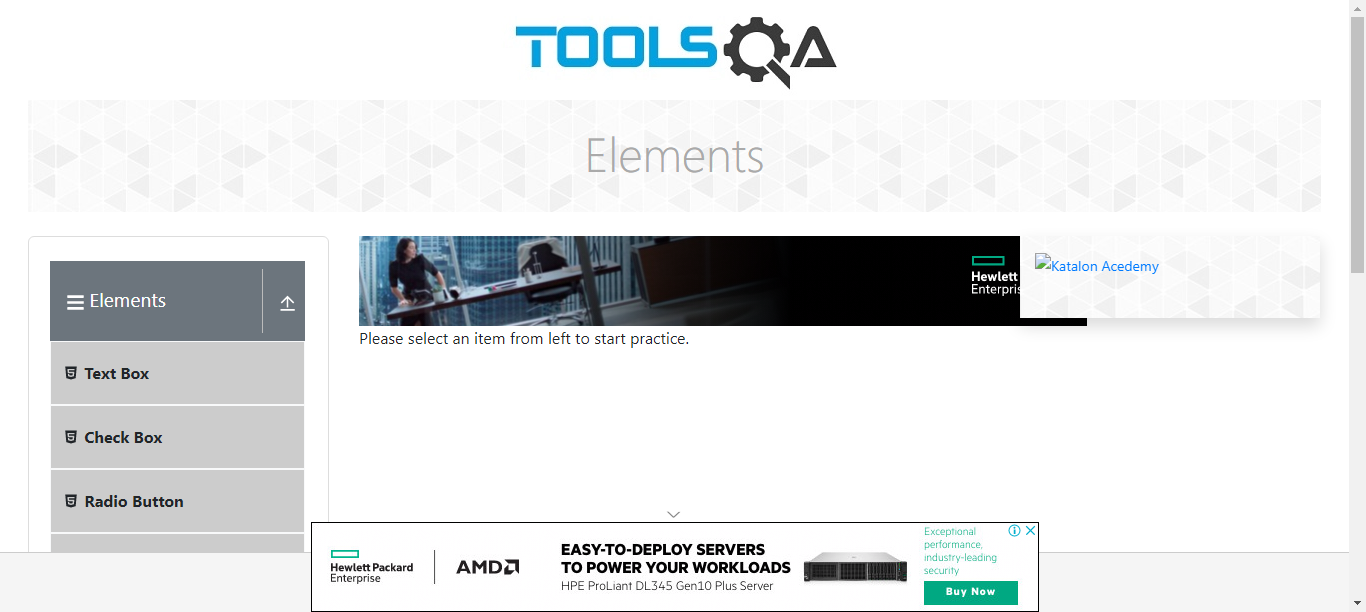 TOOLSQA
Elements
Elements
Text Box
Check Box
Radio Button
Hewlett
Enterpris
Katalon Acedemy
Please select an item from left to start practice.
Hewlett Packard
Enterprise
AMD
EASY-TO-DEPLOY SERVERS
TO POWER YOUR WORKLOADS
HPE ProLiant DL345 Gen10 Plus Server
Exceptional
performance,
industry-leading
security
Buy Now